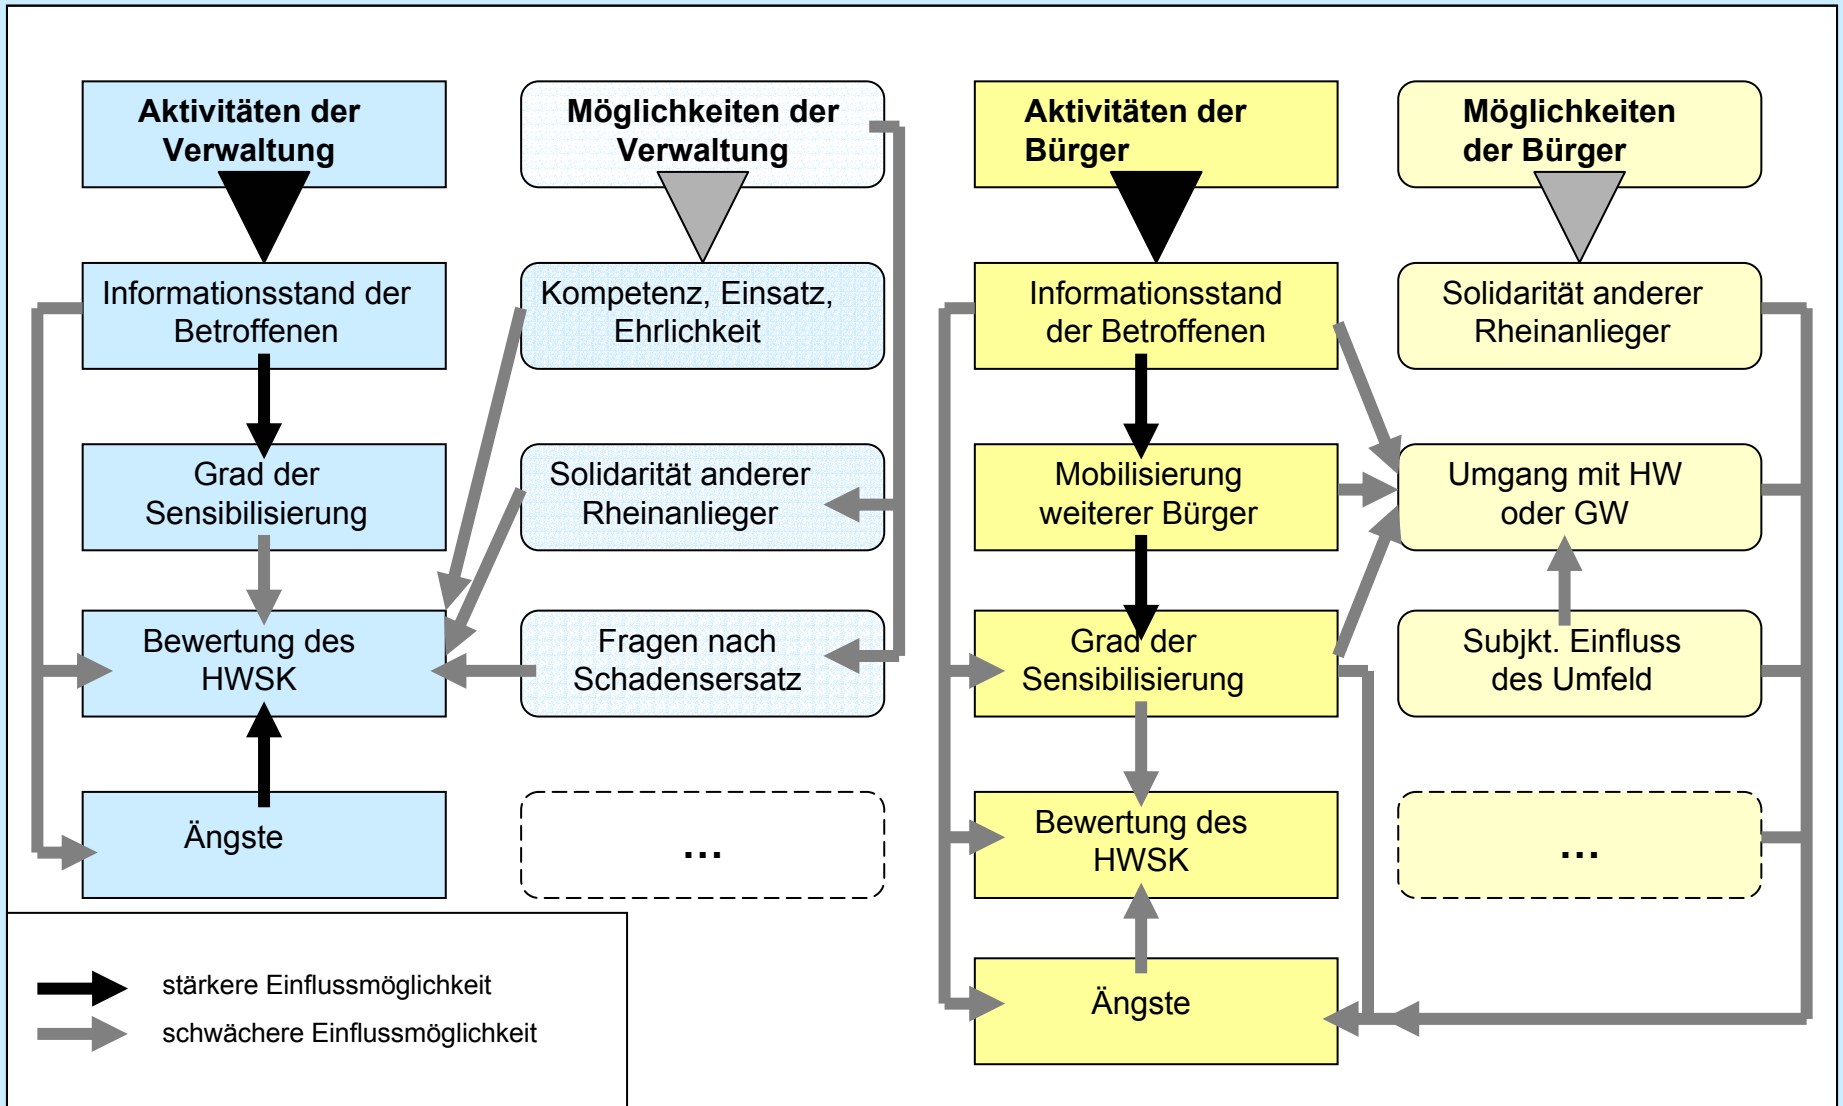 Aktivitäten der
Verwaltung
Informationsstand der
Betroffenen
Grad der
Sensibilisierung
Bewertung des
HWSK
Ängste
Möglichkeiten der
Verwaltung
Kompetenz, Einsatz,
Ehrlichkeit
Solidarität anderer
Rheinanlieger
Fragen nach
Schadensersatz
...
Aktivitäten der
Bürger
Informationsstand
der Betroffenen
Mobilisierung
weiterer Bürger
Grad der
Sensibilisierung
Bewertung des
HWSK
Ängste
Möglichkeiten
der Bürger
Solidarität anderer
Rheinanlieger
Umgang mit HW
oder GW
Subjkt. Einfluss
des Umfeld
...
stärkere Einflussmöglichkeit
schwächere Einflussmöglichkeit